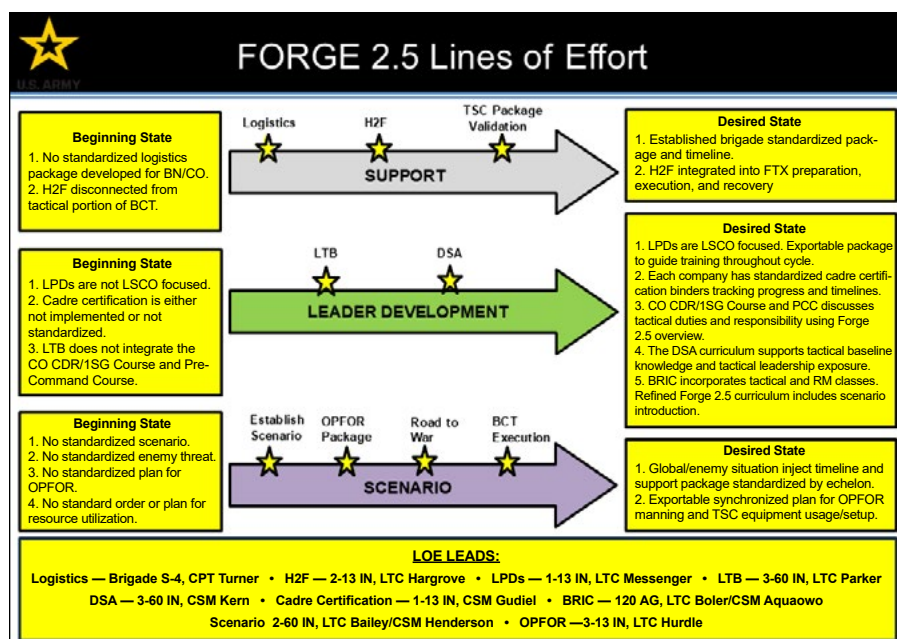 FORGE 2.5 Lines of Effort
U.S. ARMY
Beginning State
1. No standardized logistics
package developed for BN/CO.
2. H2F disconnected from
tactical portion of BCT.
Logistics
H2F
TSC Package
Validation
SUPPORT
Desired State
1. Established brigade standardized pack-
age and timeline.
2. H2F integrated into FTX preparation,
execution, and recovery
Beginning State
1. LPDs are not LSCO focused.
2. Cadre certification is either
not implemented or not
standardized.
3. LTB does not integrate the
CO CDR/1SG Course and Pre-
Command Course.
LTB
DSA
LEADER DEVELOPMENT
Desired State
1. LPDs are LSCO focused. Exportable package
to guide training throughout cycle.
2. Each company has standardized cadre certifi-
cation binders tracking progress and timelines.
3. CO CDR/1SG Course and PCC discusses
tactical duties and responsibility using Forge
2.5 overview.
4. The DSA curriculum supports tactical baseline
knowledge and tactical leadership exposure.
5. BRIC incorporates tactical and RM classes.
Refined Forge 2.5 curriculum includes scenario
introduction.
Beginning State
1. No standardized scenario.
2. No standardized enemy threat.
3. No standardized plan for
OPFOR.
4. No standard order or plan for
resource utilization.
Establish
Scenario
OPFOR
Package
Road to
War
BCT
Execution
SCENARIO
Desired State
1. Global/enemy situation inject timeline and
support package standardized by echelon.
2. Exportable synchronized plan for OPFOR
manning and TSC equipment usage/setup.
LOE LEADS:
Logistics — Brigade S-4, CPT Turner • H2F — 2-13 IN, LTC Hargrove • LPDs — 1-13 IN, LTC Messenger • LTB — 3-60 IN, LTC Parker
DSA — 3-60 IN, CSM Kern • Cadre Certification — 1-13 IN, CSM Gudiel • BRIC — 120 AG, LTC Boler/CSM Aquaowo
Scenario 2-60 IN, LTC Bailey/CSM Henderson • OPFOR —3-13 IN, LTC Hurdle